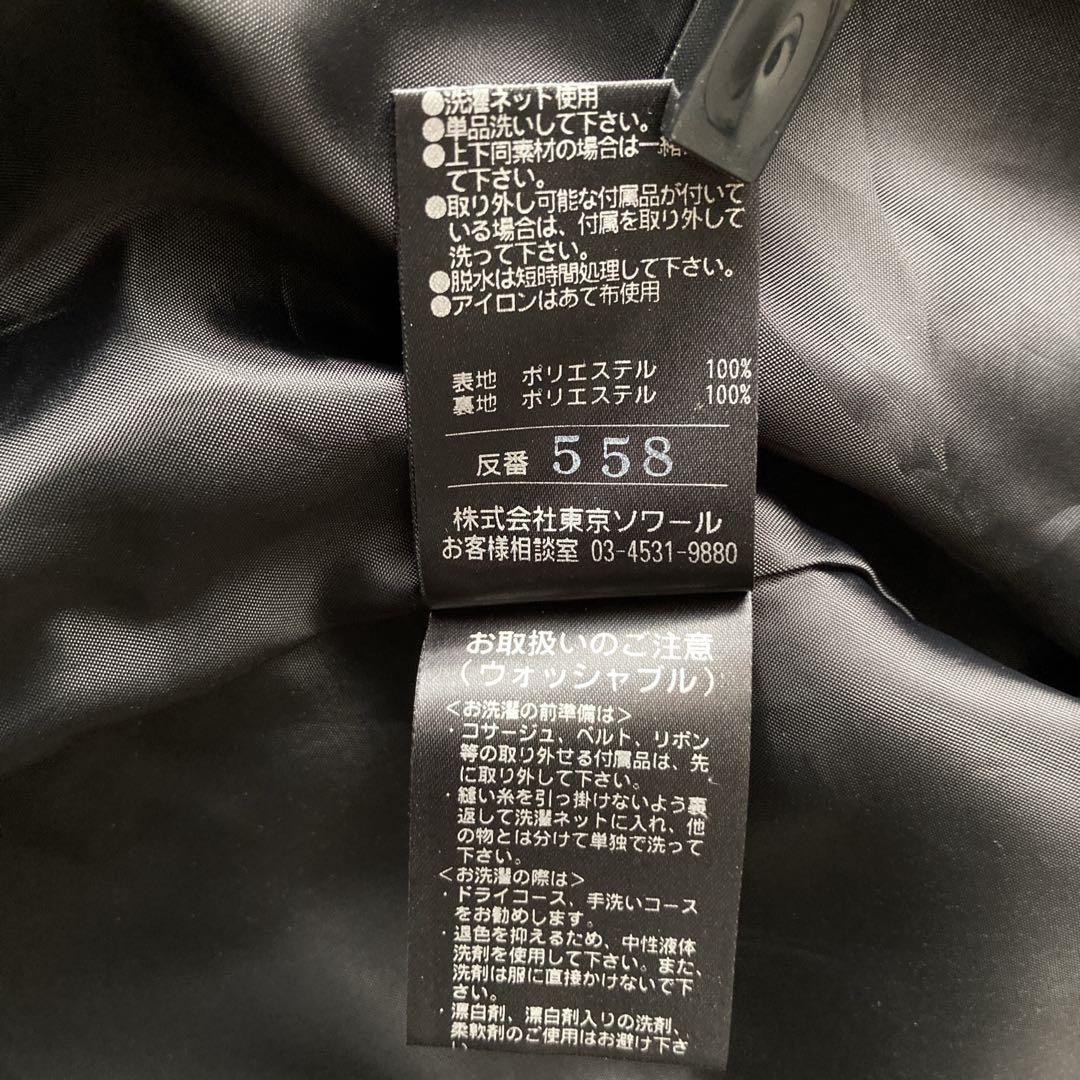 ●洗濯ネット使用
●単品洗いして下さい。
●上下同素材の場合は一緒
て下さい。
●取り外し可能な付属品が付いて
いる場合は、付属を取り外して
洗って下さい。
●脱水は短時間処理して下さい。
●アイロンはあて布使用
表地 ポリエステル 100%
裏地 ポリエステル 100%
反番 558
株式会社東京ソワール
お客様相談室 03-4531-9880
お取扱いのご注意
(ウォッシャブル)
<お洗濯の前準備は>
・コサージュ、ベルト、リボン
等の取り外せる付属品は、先
に取り外して下さい。
・縫い糸を引っ掛けないよう裏
返して洗濯ネットに入れ、他
の物とは分けて単独で洗って
下さい。
<お洗濯の際は>
・ドライコース、手洗いコース
をお勧めします。
・退色を抑えるため、中性液体
洗剤を使用して下さい。また、
洗剤は服に直接かけないで下
さい。
・漂白剤、漂白剤入りの洗剤、
柔軟剤のご使用はお避け下さ
い